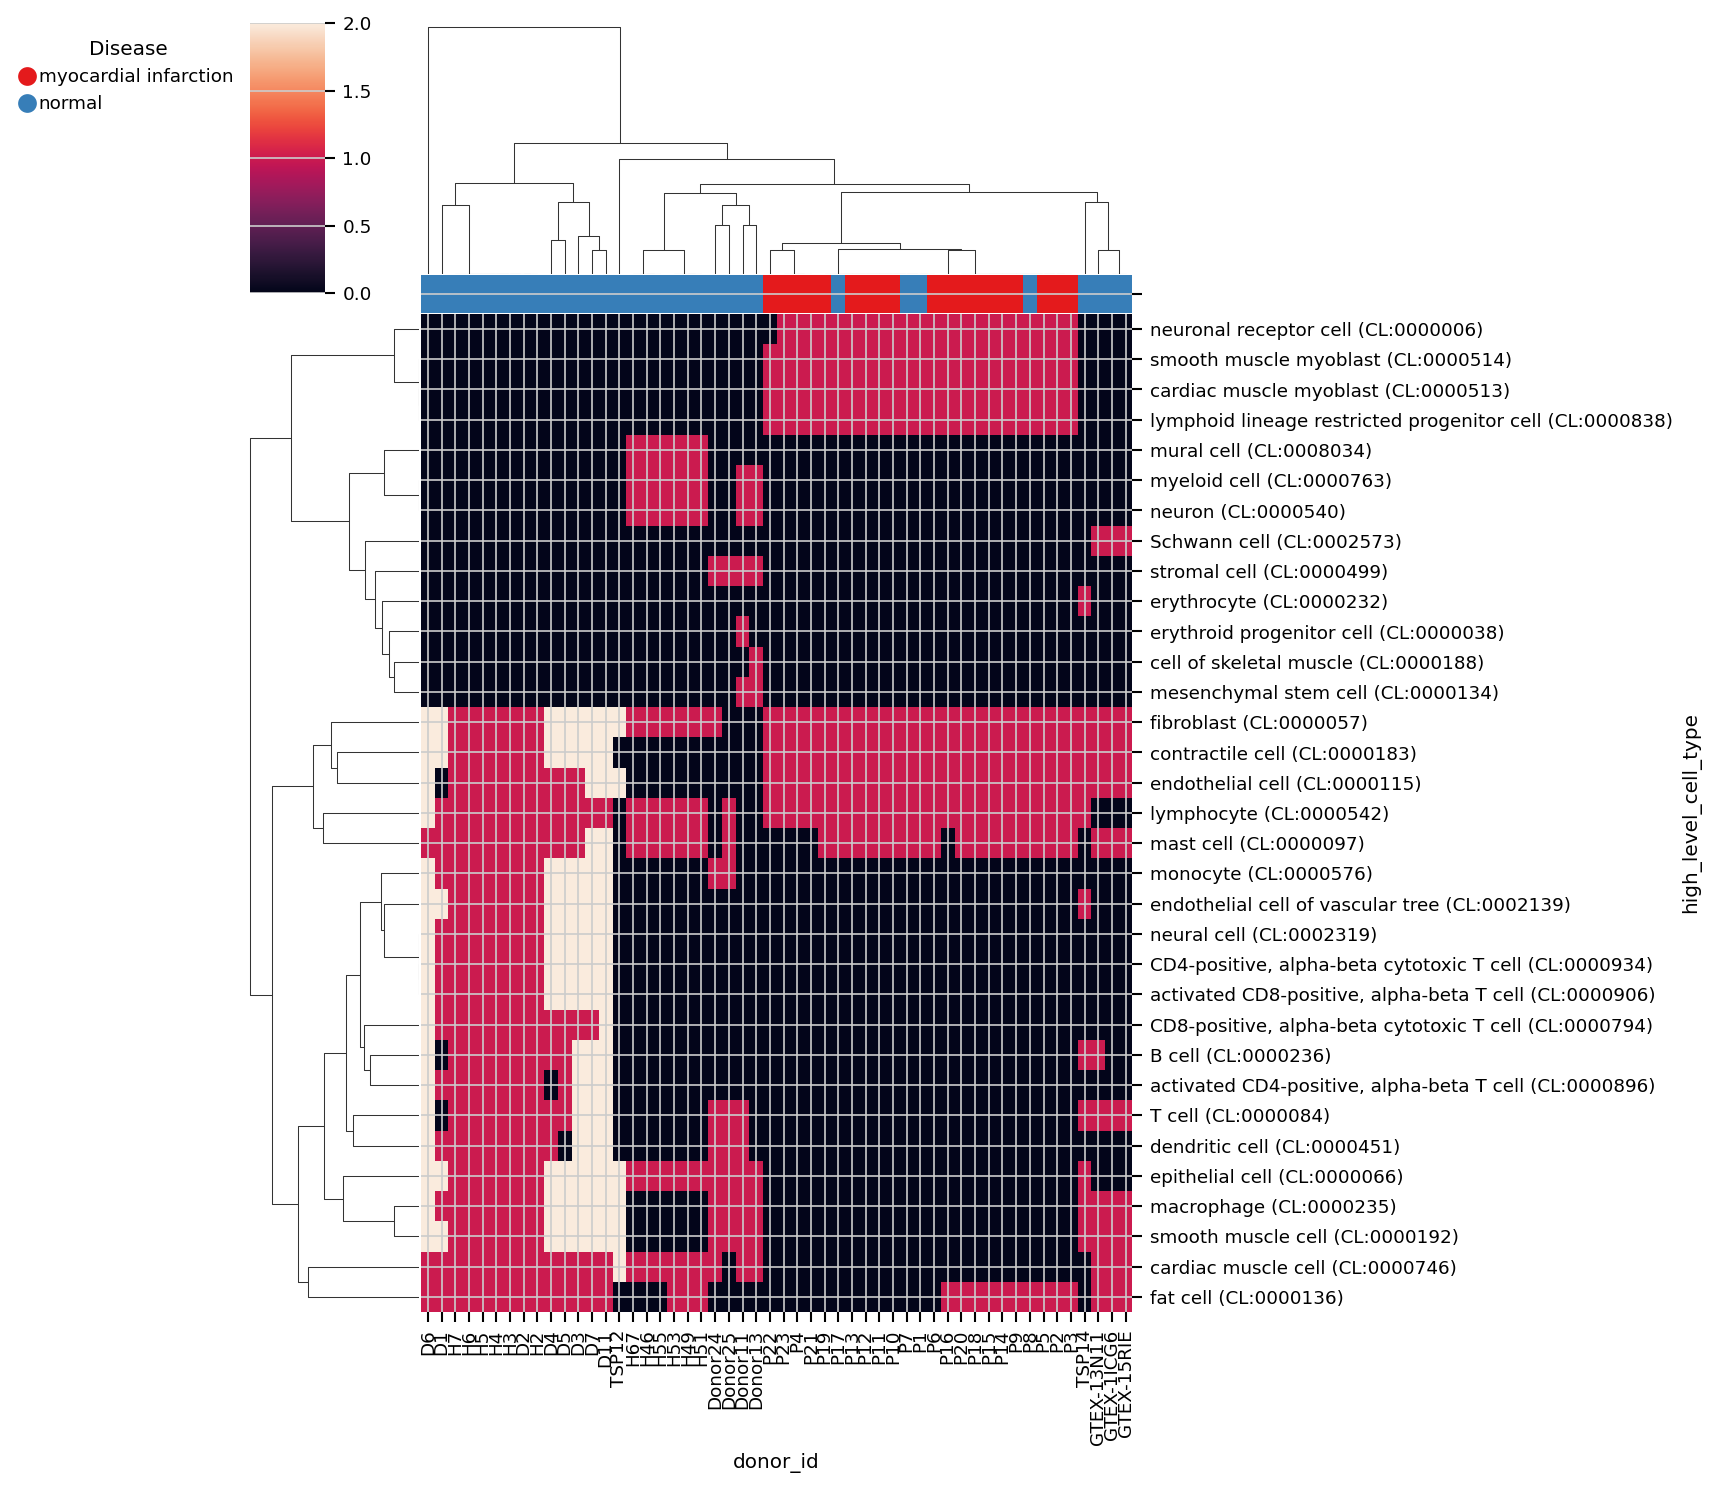 Disease
myocardial infarction
normal
2.0
1.5
1.0
0.5
0.0
neuronal receptor cell (CL:0000006)
smooth muscle myoblast (CL:0000514)
cardiac muscle myoblast (CL:0000513)
lymphoid lineage restricted progenitor cell (CL:0000838)
mural cell (CL:0008034)
myeloid cell (CL:0000763)
neuron (CL:0000540)
Schwann cell (CL:0002573)
stromal cell (CL:0000499)
erythrocyte (CL:0000232)
erythroid progenitor cell (CL:0000038)
cell of skeletal muscle (CL:0000188)
mesenchymal stem cell (CL:0000134)
fibroblast (CL:0000057)
contractile cell (CL:0000183)
endothelial cell (CL:0000115)
lymphocyte (CL:0000542)
mast cell (CL:0000097)
monocyte (CL:0000576)
endothelial cell of vascular tree (CL:0002139)
neural cell (CL:0002319)
CD4-positive, alpha-beta cytotoxic T cell (CL:0000934)
activated CD8-positive, alpha-beta T cell (CL:0000906)
CD8-positive, alpha-beta cytotoxic T cell (CL:0000794)
B cell (CL:0000236)
activated CD4-positive, alpha-beta T cell (CL:0000896)
T cell (CL:0000084)
dendritic cell (CL:0000451)
epithelial cell (CL:0000066)
macrophage (CL:0000235)
smooth muscle cell (CL:0000192)
cardiac muscle cell (CL:0000746)
fat cell (CL:0000136)
high_level_cell_type
D6
D1
H7
H6
H5
H4
H3
D2
H2
D4
D5
D3
D7
D11
TSP12
H67
H46
H55
H53
H49
H51
Donor24
Donor25
Donor11
Donor13
P22
P23
P4
P21
P19
P17
P13
P12
P11
P10
P7
P1
P6
P16
P20
P18
P15
P14
P9
P8
P5
P2
P3
TSP14
GTEX-13N11
GTEX-1ICG6
GTEX-15RIE
donor_id